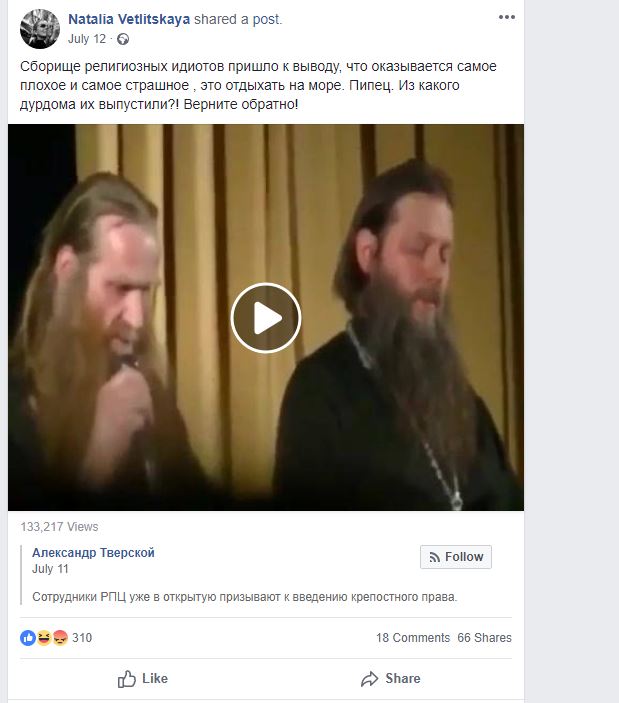 Natalia Vetlitskaya shared a post.
July 12 ·
Сборище религиозных идиотов пришло к выводу, что оказывается самое
плохое и самое страшное , это отдыхать на море. Пипец. Из какого
дурдома их выпустили?! Верните обратно!
133,217 Views
Александр Тверской
July 11
Follow
Сотрудники РПЦ уже в открытую призывают к введению крепостного права.
310
18 Comments 66 Shares
Like
Share